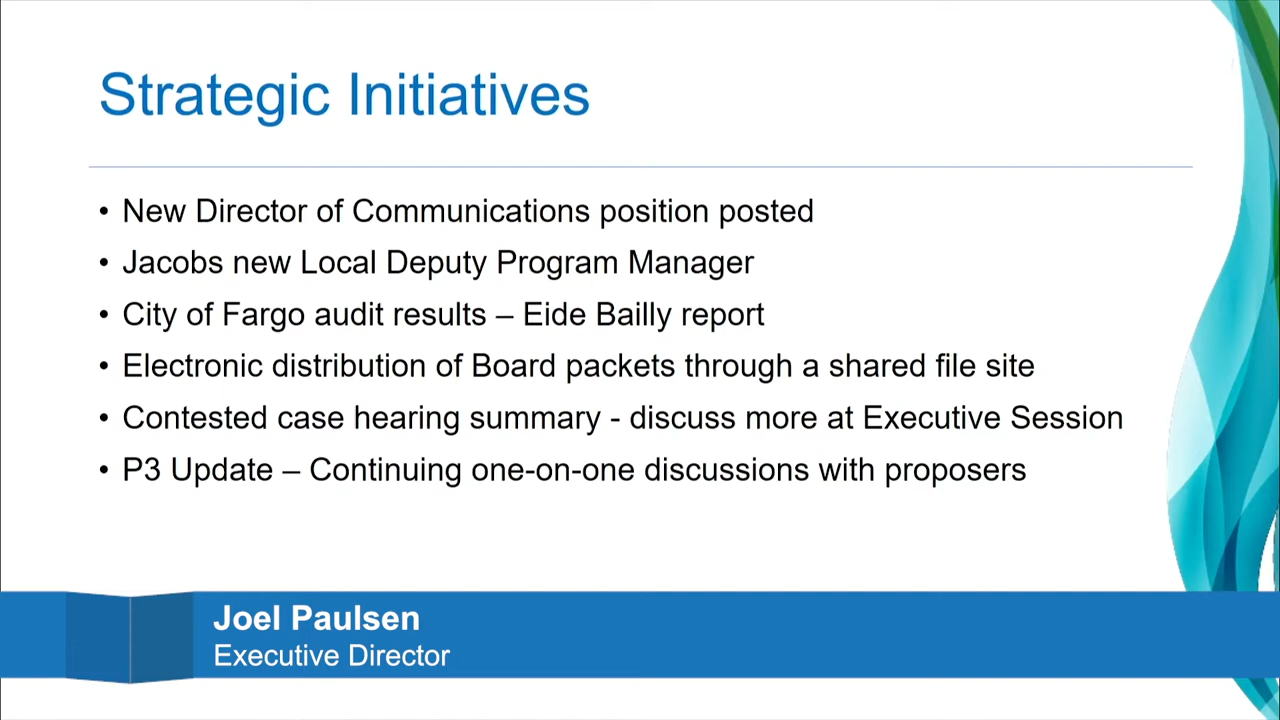 Strategic Initiatives
• New Director of Communications position posted
• Jacobs new Local Deputy Program Manager
• City of Fargo audit results – Eide Bailly report
• Electronic distribution of Board packets through a shared file site
• Contested case hearing summary - discuss more at Executive Session
• P3 Update – Continuing one-on-one discussions with proposers
Joel Paulsen
Executive Director